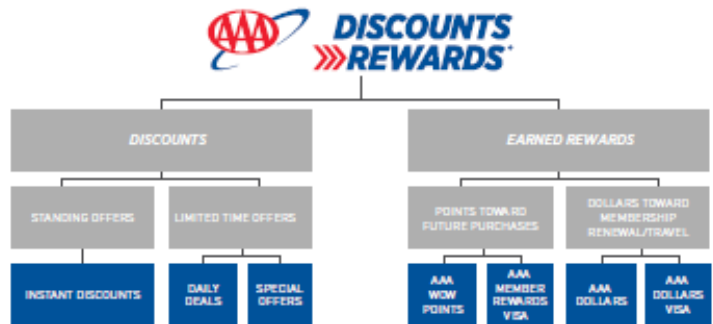 AAA
DISCOUNTS
REWARDS
DISCOUNTS
EARNED REWARDS
STANDING OFFERS
LIMITED TIME OFFERS
POINTS TOWARD
FUTURE PURCHASES
DOLLARS TOWARD
MEMBERSHIP
RENEWAL/TRAVEL
INSTANT DISCOUNTS
DAILY
DEALS
SPECIAL
OFFERS
AAA
WOW
POINTS
AAA
MEMBER
REWARDS
VISA
AAA
DOLLARS
AAA
DOLLARS
VISA